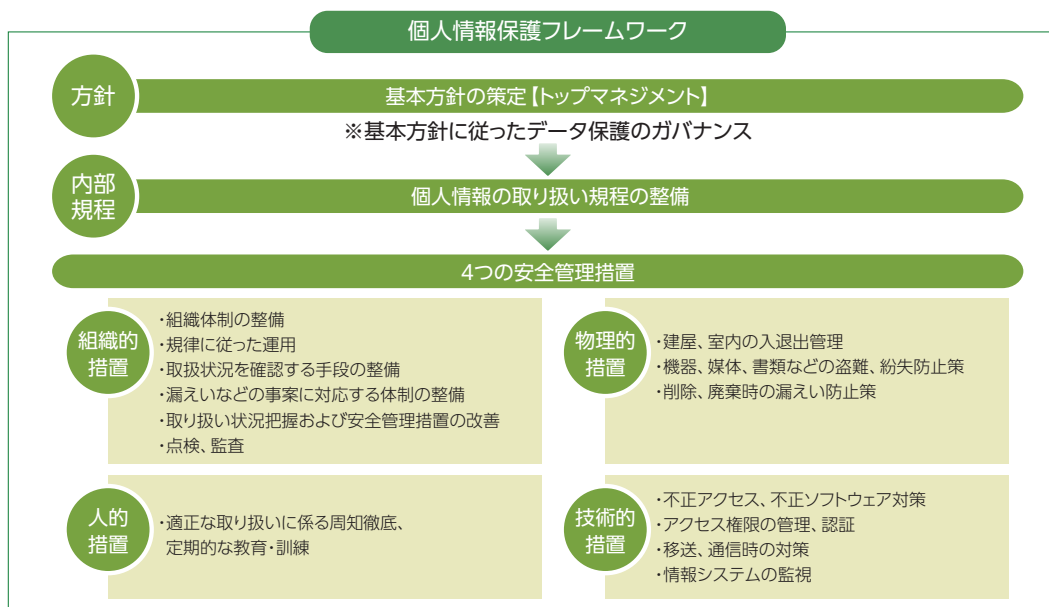 個人情報保護フレームワーク
方針
基本方針の策定【トップマネジメント】
※基本方針に従ったデータ保護のガバナンス
内部
規程
個人情報の取り扱い規程の整備
4つの安全管理措置
組織的
措置
・組織体制の整備
・規律に従った運用
・取扱状況を確認する手段の整備
・漏えいなどの事案に対応する体制の整備
・取り扱い状況把握および安全管理措置の改善
・点検、監査
物理的
措置
・建屋、室内の入退出管理
・機器、媒体、書類などの盗難、紛失防止策
・削除、廃棄時の漏えい防止策
人的
措置
・適正な取り扱いに係る周知徹底、
定期的な教育・訓練
技術的
措置
・不正アクセス、不正ソフトウェア対策
・アクセス権限の管理、認証
・移送、通信時の対策
・情報システムの監視